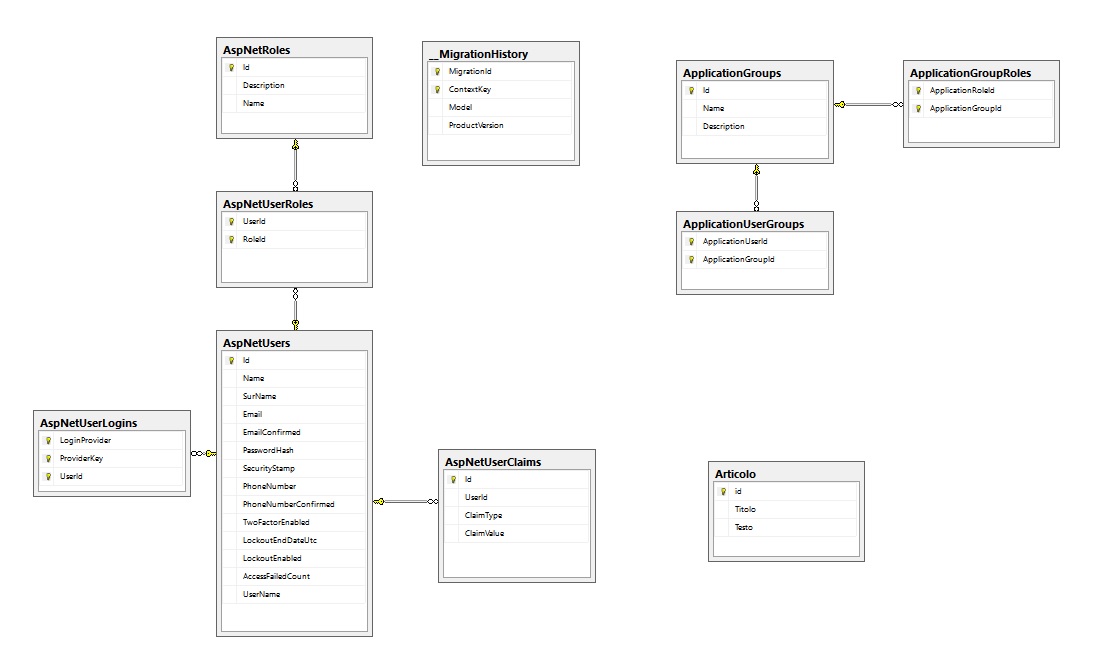 AspNetRoles
Id
Description
Name
__MigrationHistory
MigrationId
ContextKey
Model
ProductVersion
ApplicationGroups
Id
Name
Description
ApplicationGroupRoles
ApplicationRoleId
ApplicationGroupId
AspNetUserRoles
UserId
RoleId
ApplicationUserGroups
ApplicationUserId
ApplicationGroupId
AspNetUsers
Id
Name
SurName
Email
EmailConfirmed
PasswordHash
SecurityStamp
PhoneNumber
PhoneNumberConfirmed
TwoFactorEnabled
LockoutEndDateUtc
LockoutEnabled
AccessFailedCount
UserName
AspNetUserLogins
LoginProvider
ProviderKey
UserId
AspNetUserClaims
Id
UserId
ClaimType
ClaimValue
Articolo
id
Titolo
Testo